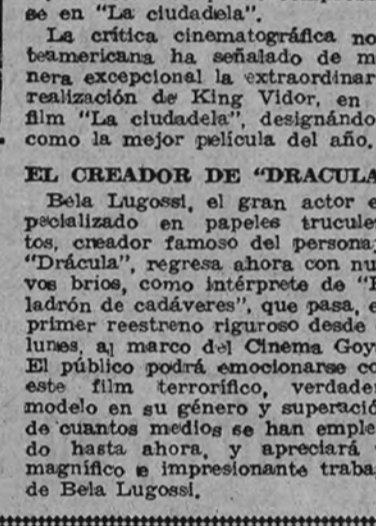 se en "La ciudadela".
La crítica cinematográfica no
teamericana ha señalado de m
nera excepcional la extraordinar
realización de King Vidor, en
film "La ciudadela", designándo
como la mejor película del año.
EL CREADOR DE "DRACULA
Bela Lugossi, el gran actor e
pecializado en papeles trucule
tos, creador famoso del persona
"Drácula", regresa ahora con nu
vos bríos, como intérprete de "E
ladrón de cadáveres", que pasa, e
primer reestreno riguroso desde
lunes, al marco del Cinema Goy
El público podrá emocionarse co
este film terrorífico, verdader
modelo en su género y superació
de cuantos medios se han emple
do hasta ahora, y apreciará
magnífico e impresionante traba
de Bela Lugossi.